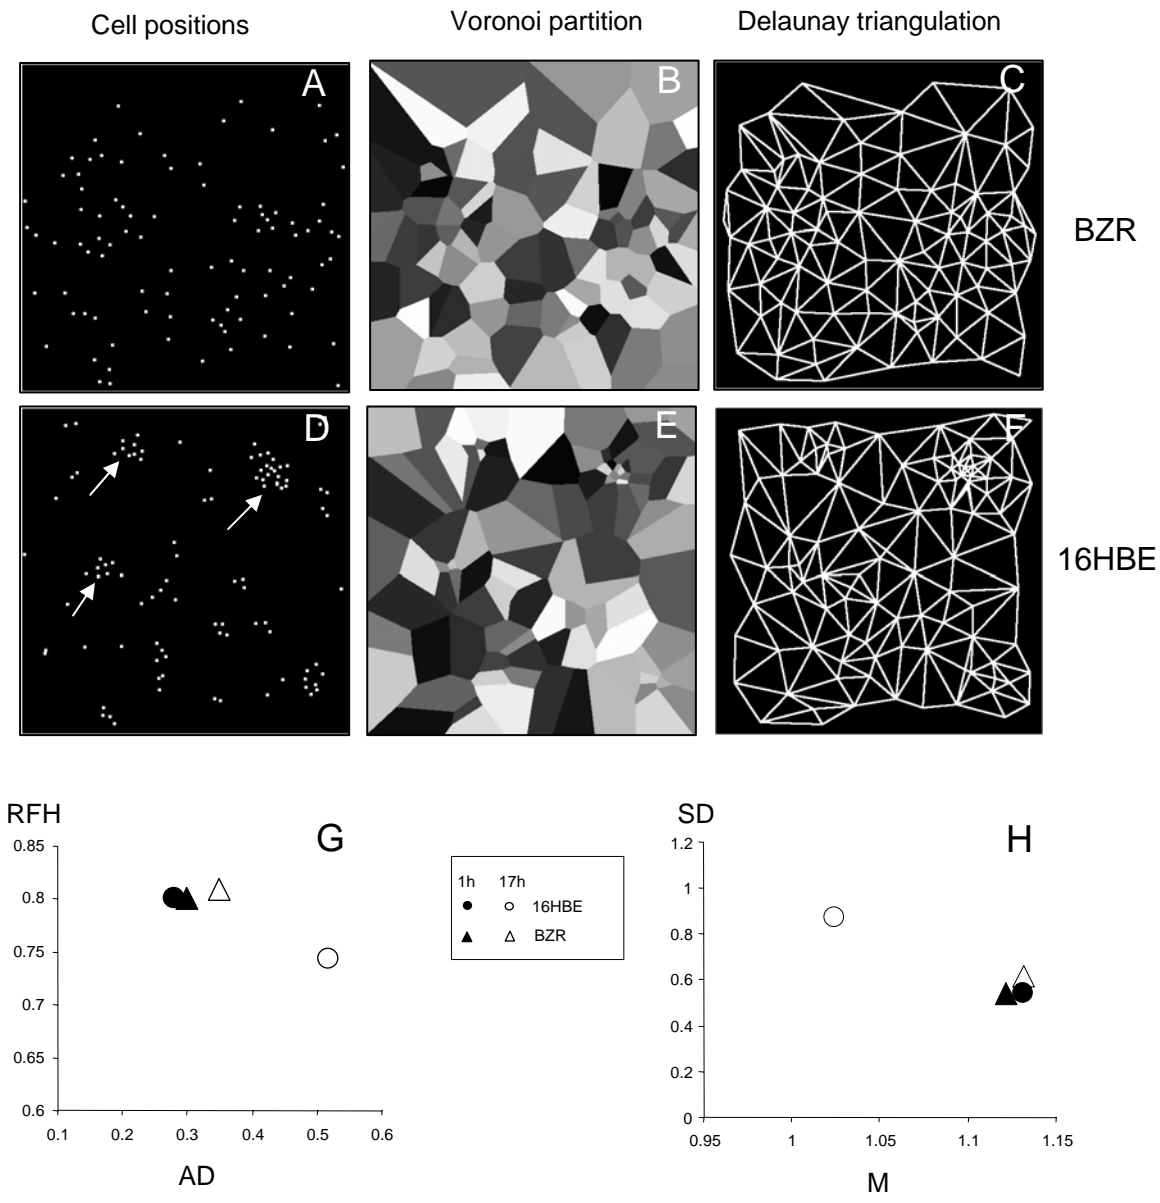 Cell positions
Voronoi partition
Delaunay triangulation
A
B
C
BZR
D
E
F
16HBE
RFH
G
0.85
0.8
0.75
0.7
0.65
0.6
0.1
0.2
0.3
0.4
0.5
0.6
AD
1h 17h
16HBE
BZR
SD
H
1.2
1
0.8
0.6
0.4
0.2
0
0.95
1
1.05
1.1
1.15
M